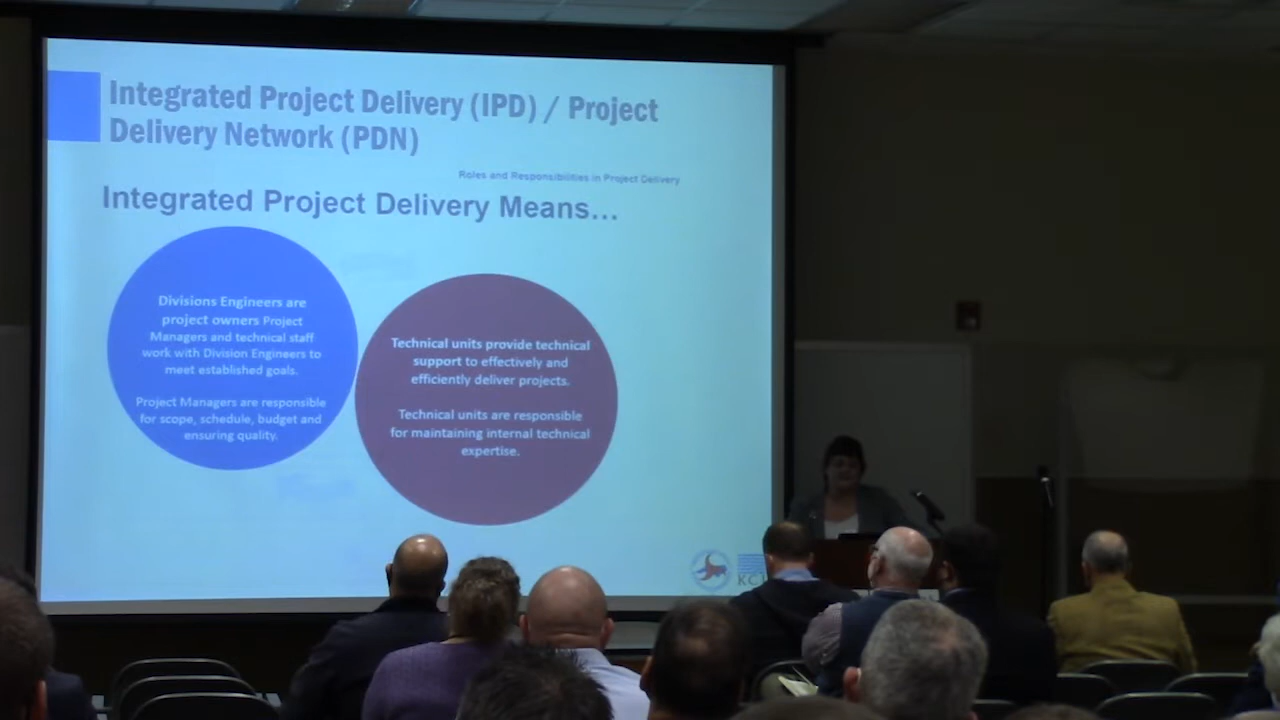 Integrated Project Delivery (IPD) / Project
Delivery Network (PDN)
Roles and Responsibilities in Project Delivery
Integrated Project Delivery Means...
Divisions Engineers are
project owners Project
Managers and technical staff
work with Division Engineers to
meet established goals.
Project Managers are responsible
for scope, schedule, budget and
ensuring quality.
Technical units provide technical
support to effectively and
efficiently deliver projects.
Technical units are responsible
for maintaining internal technical
expertise.